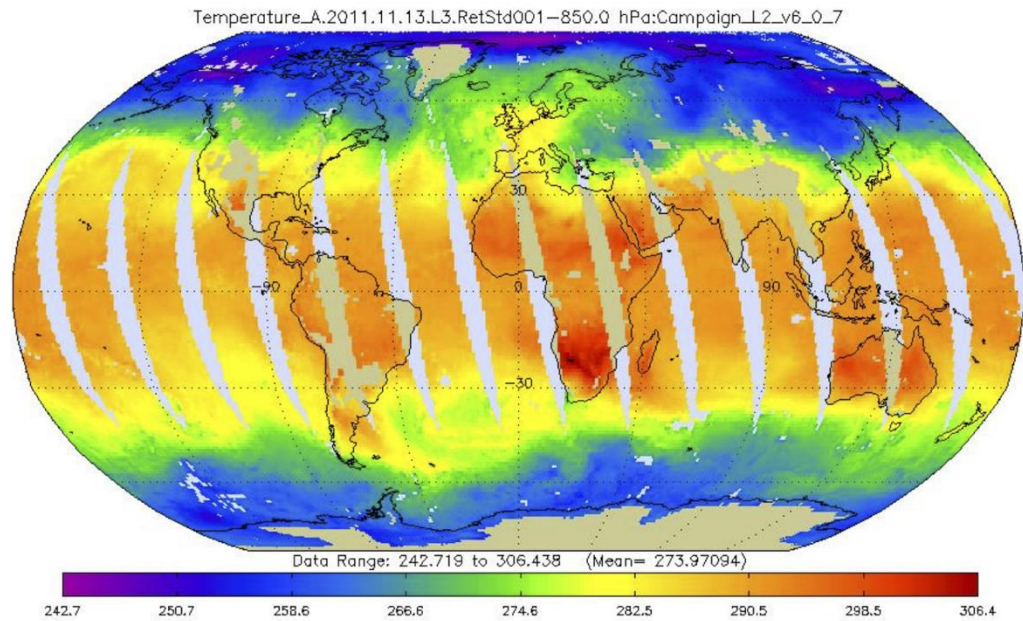 Temperature_A.2011.11.13.L3.RetStd001-850.0 hPa:Campaign_L2_v6_0_7
30
-90 0 90
-30
Data Range: 242.719 to 306.438 (Mean= 273.97094)
242.7 250.7 258.6 266.6 274.6 282.5 290.5 298.5 306.4